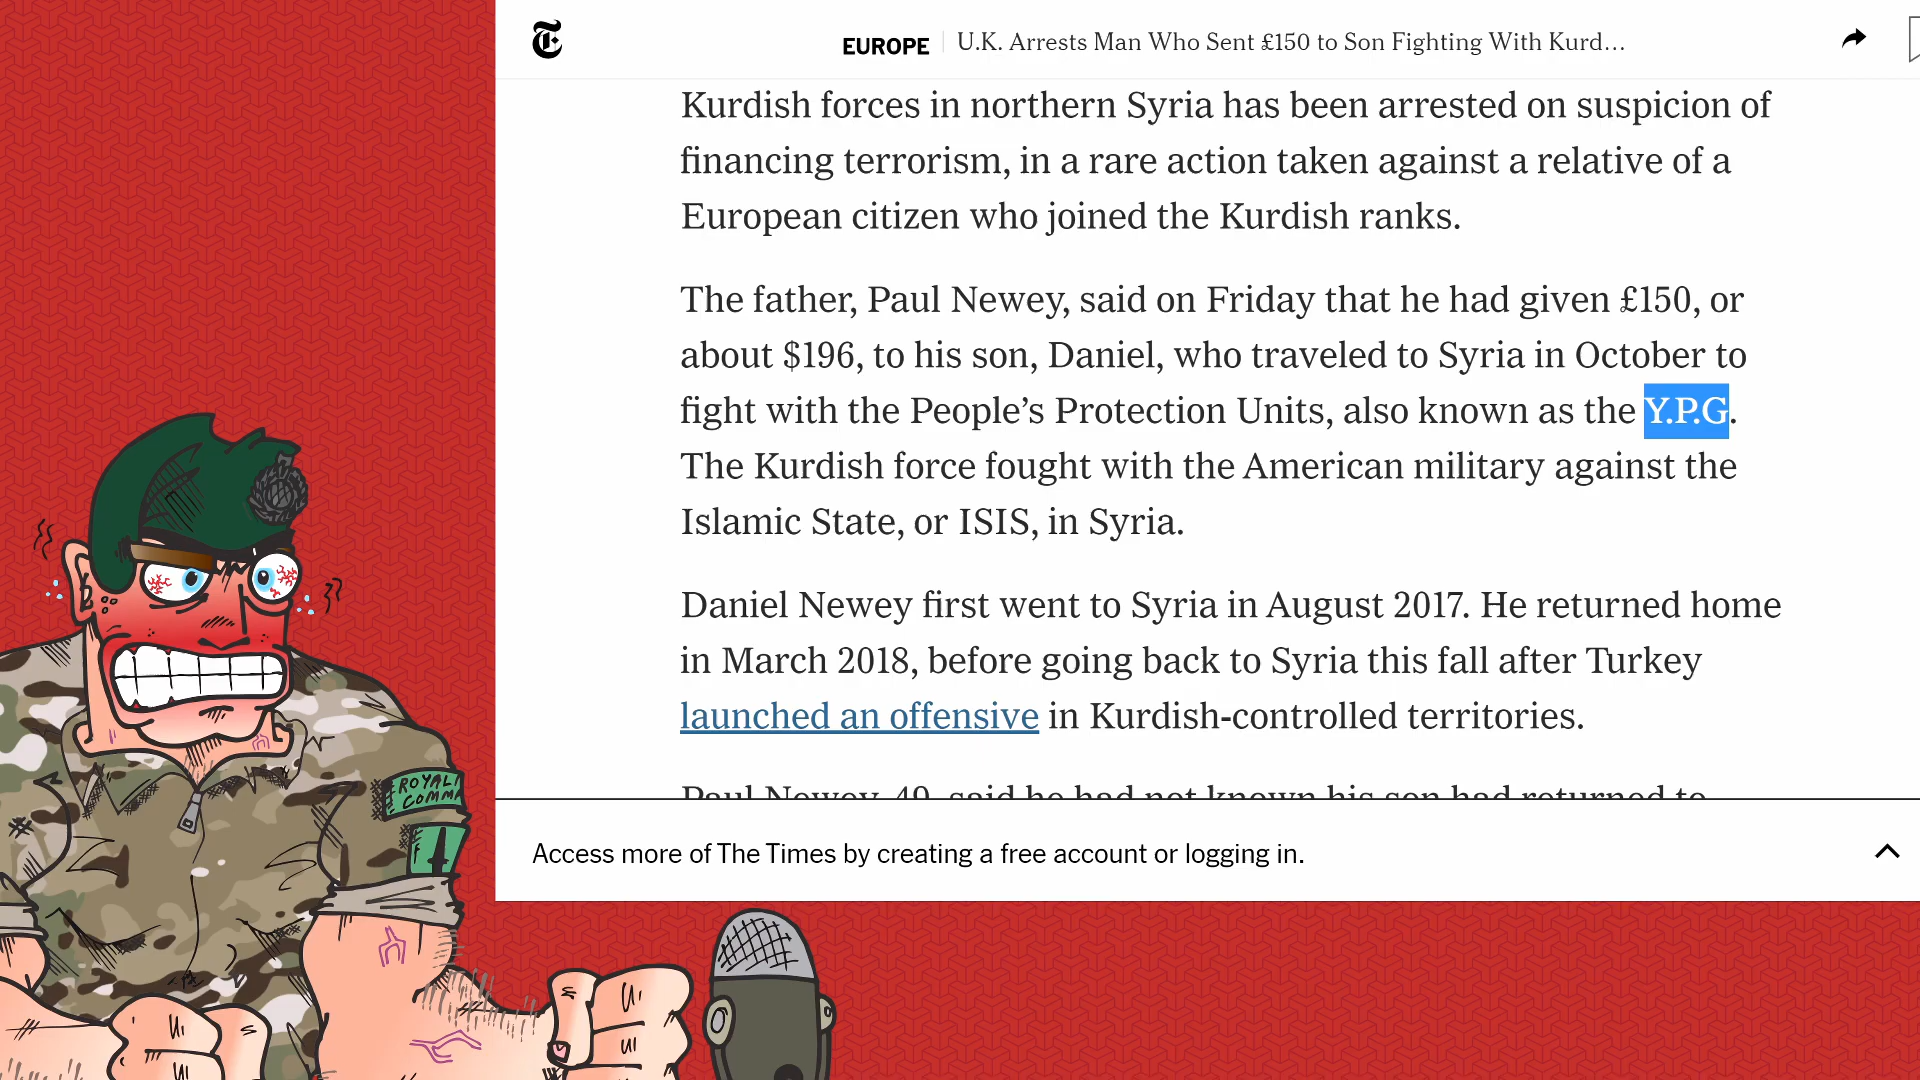 EUROPE U.K. Arrests Man Who Sent £150 to Son Fighting With Kurd…
Kurdish forces in northern Syria has been arrested on suspicion of
financing terrorism, in a rare action taken against a relative of a
European citizen who joined the Kurdish ranks.
The father, Paul Newey, said on Friday that he had given £150, or
about $196, to his son, Daniel, who traveled to Syria in October to
fight with the People’s Protection Units, also known as the Y.P.G.
The Kurdish force fought with the American military against the
Islamic State, or ISIS, in Syria.
Daniel Newey first went to Syria in August 2017. He returned home
in March 2018, before going back to Syria this fall after Turkey
launched an offensive in Kurdish-controlled territories.
Paul Newey, 49, said he had not known his son had returned to
ROYAL
COMMA
Access more of The Times by creating a free account or logging in.